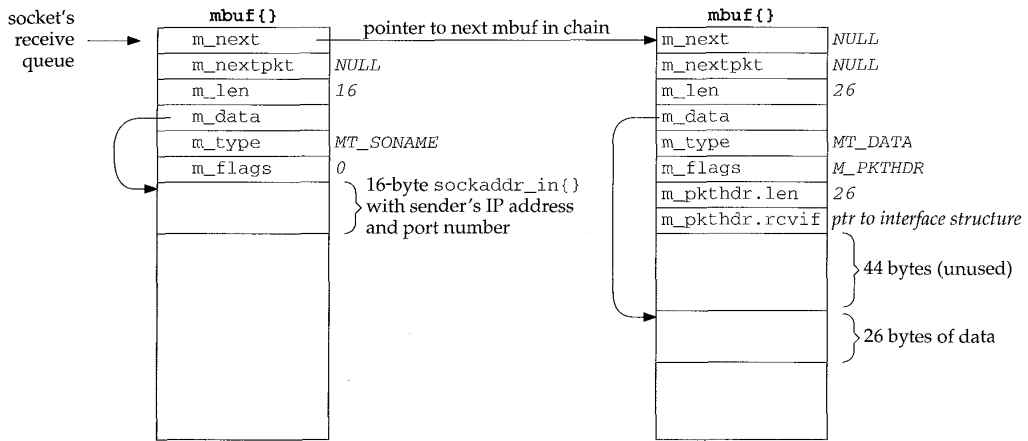 socket's
receive
queue
mbuf{}
m_next
m_nextpkt NULL
m_len 16
m_data
m_type MT_SONAME
m_flags 0
16-byte sockaddr_in{}
with sender's IP address
and port number
pointer to next mbuf in chain
mbuf{}
m_next NULL
m_nextpkt NULL
m_len 26
m_data
m_type MT_DATA
m_flags M_PKTHDR
m_pkthdr.len 26
m_pkthdr.rcvif ptr to interface structure
44 bytes (unused)
26 bytes of data